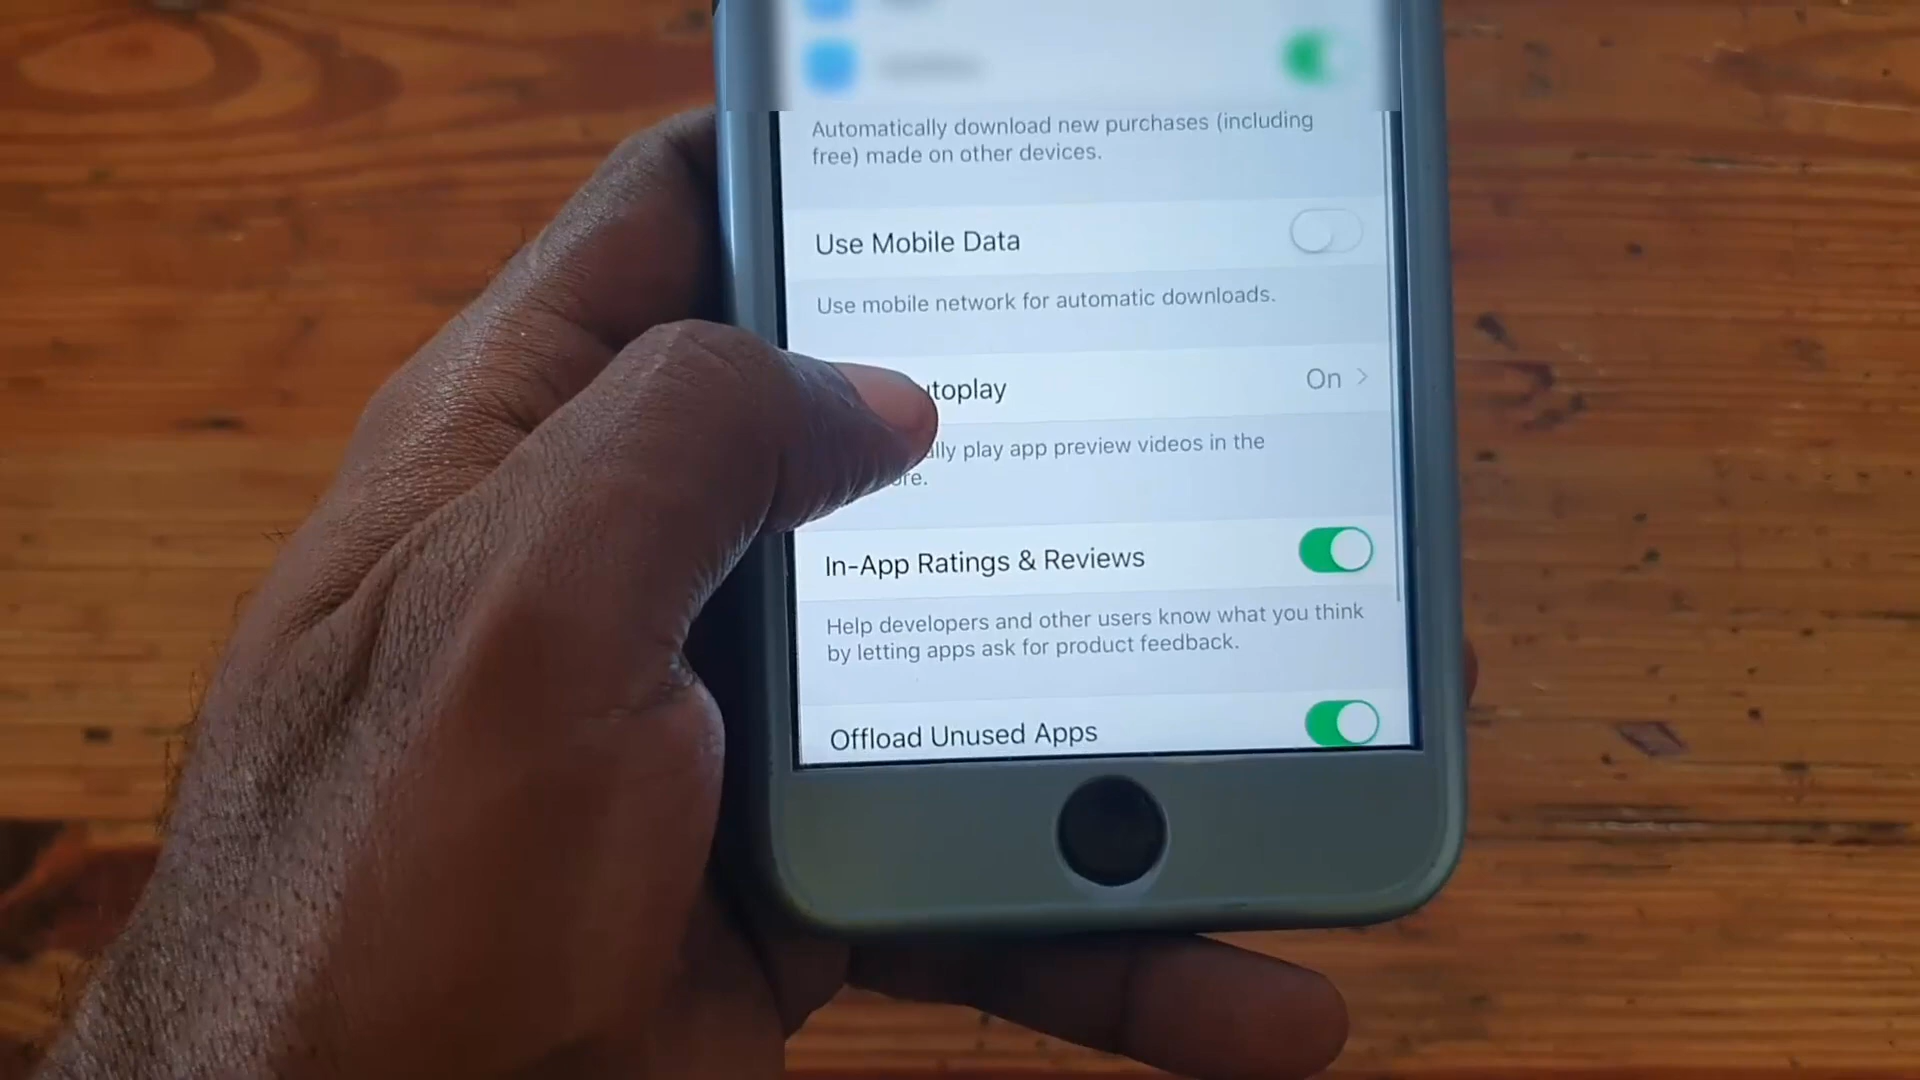 Automatically download new purchases (including
free) made on other devices.
Use Mobile Data
Use mobile network for automatic downloads.
toplay On
play app preview videos in the
In-App Ratings & Reviews
Help developers and other users know what you think
by letting apps ask for product feedback.
Offload Unused Apps